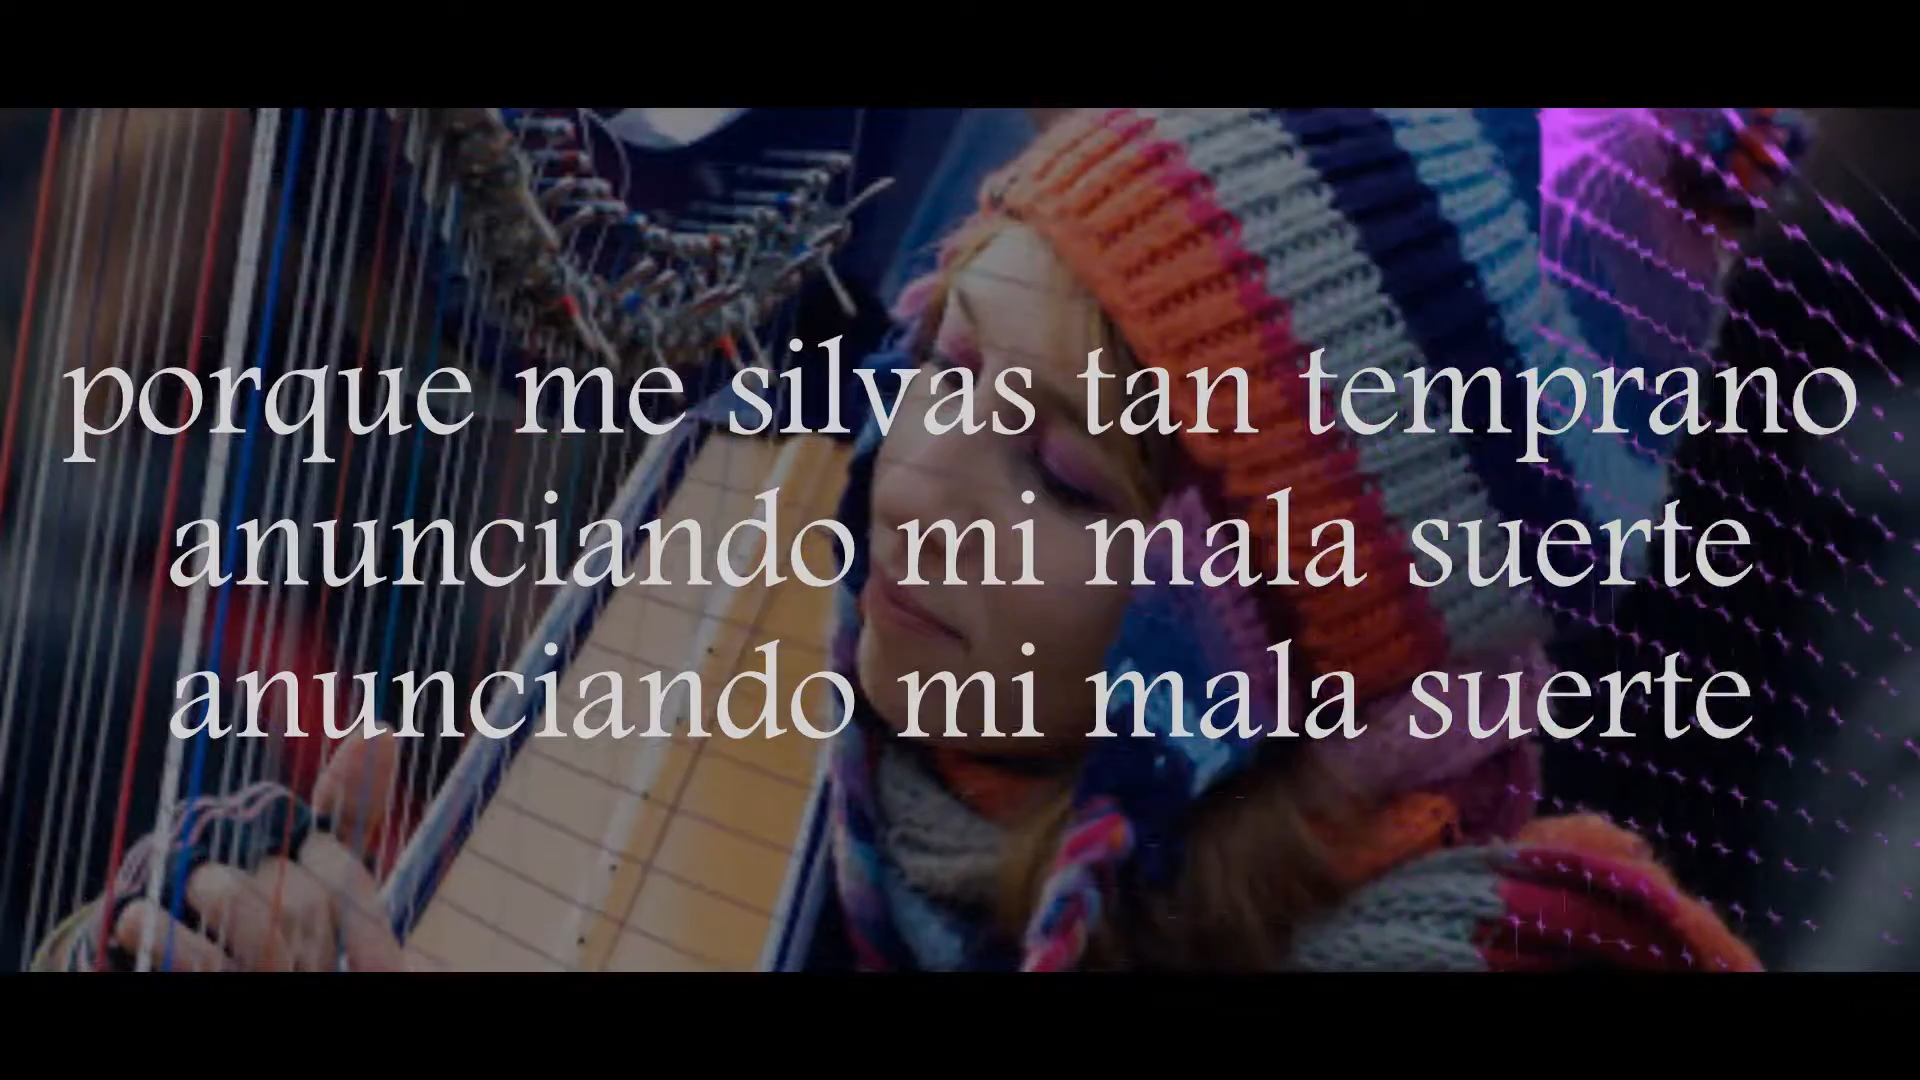 porque me silvas tan temprano
anunciando mi mala suerte
anunciando mi mala suerte